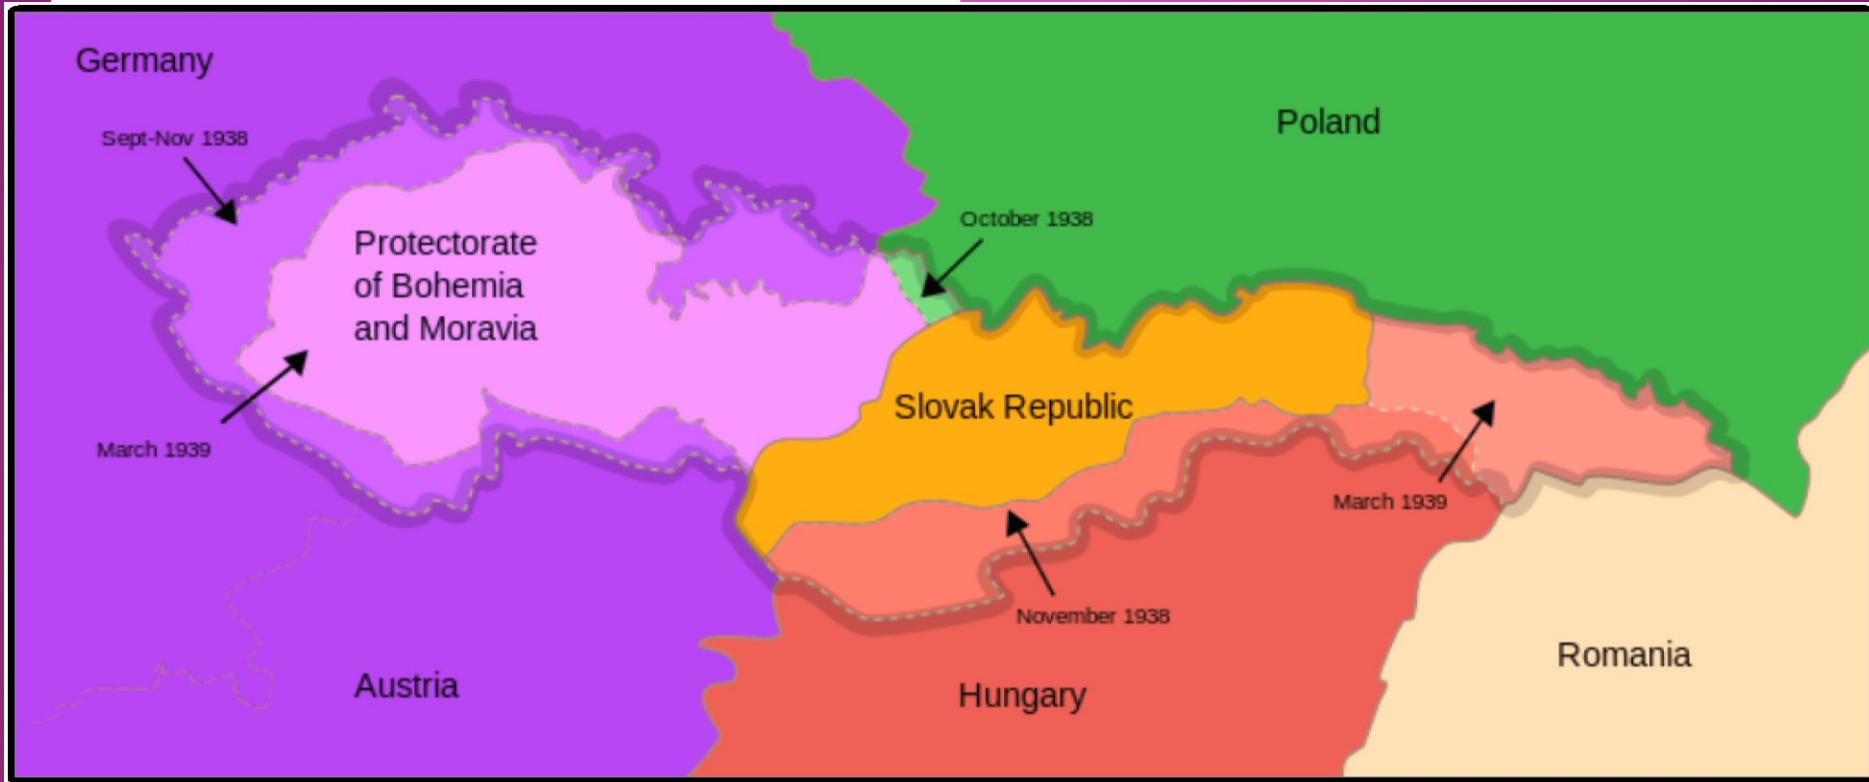 Germany
Sept-Nov 1938
Poland
October 1938
Protectorate
of Bohemia
and Moravia
Slovak Republic
March 1939
March 1939
November 1938
Austria
Hungary
Romania